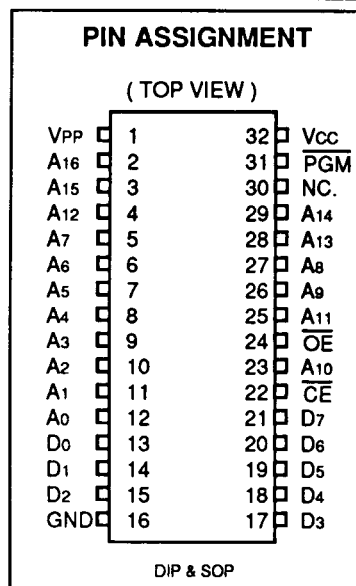 PIN ASSIGNMENT
( TOP VIEW )
VPP 1 32 VCC
A16 2 31 PGM
A15 3 30 NC.
A12 4 29 A14
A7 5 28 A13
A6 6 27 A8
A5 7 26 A9
A4 8 25 A11
A3 9 24 OE
A2 10 23 A10
A1 11 22 CE
A0 12 21 D7
D0 13 20 D6
D1 14 19 D5
D2 15 18 D4
GND 16 17 D3
DIP & SOP